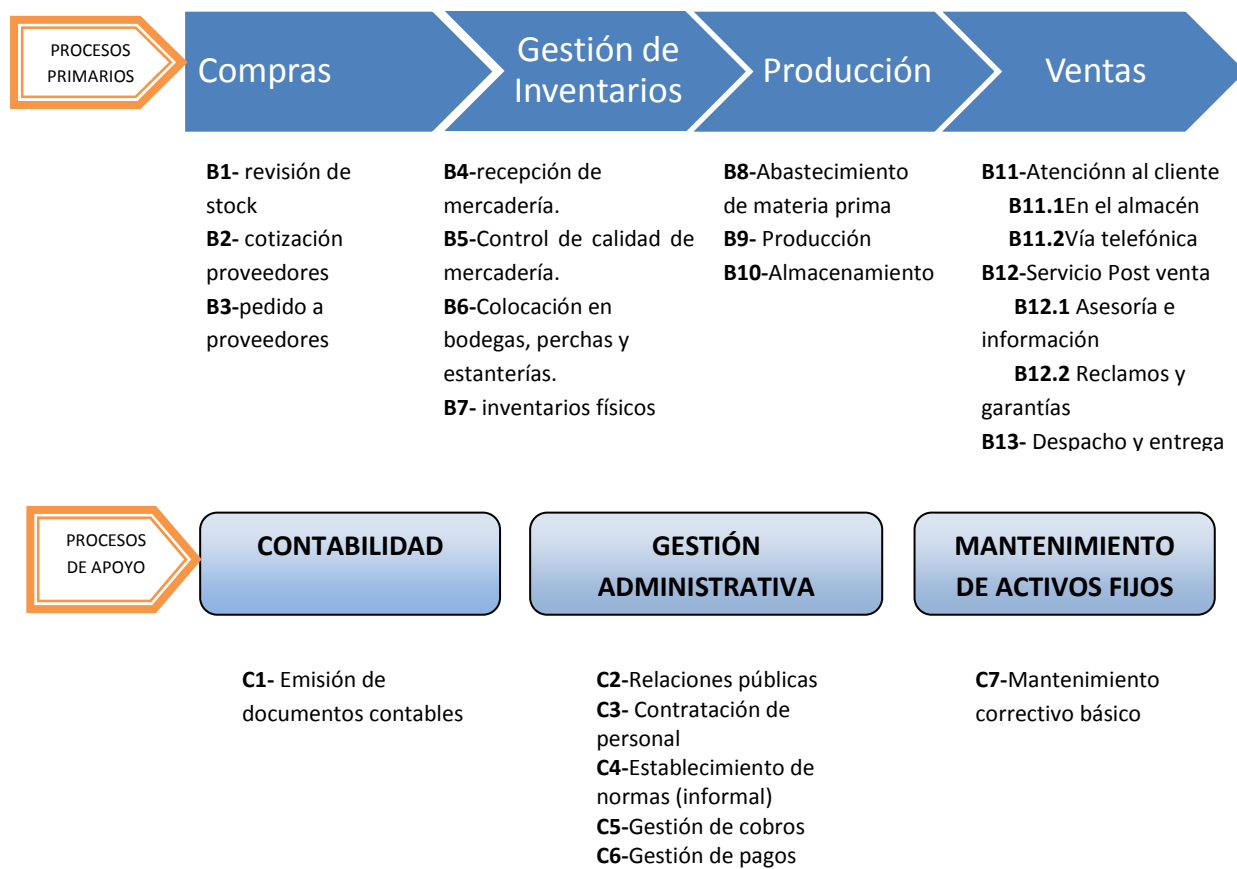 PROCESOS
PRIMARIOS
Compras
Gestión de
Inventarios
Producción
Ventas
B1- revisión de
stock
B2- cotización
proveedores
B3-pedido a
proveedores
B4-recepción de
mercadería.
B5-Control de calidad de
mercadería.
B6-Colocación en
bodegas, perchas y
estanterías.
B7- inventarios físicos
B8-Abastecimiento
de materia prima
B9- Producción
B10-Almacenamiento
B11-Atenciónn al cliente
B11.1En el almacén
B11.2Vía telefónica
B12-Servicio Post venta
B12.1 Asesoría e
información
B12.2 Reclamos y
garantías
B13- Despacho y entrega
PROCESOS
DE APOYO
CONTABILIDAD
GESTIÓN
ADMINISTRATIVA
MANTENIMIENTO
DE ACTIVOS FIJOS
C1- Emisión de
documentos contables
C2-Relaciones públicas
C3- Contratación de
personal
C4-Establecimiento de
normas (informal)
C5-Gestión de cobros
C6-Gestión de pagos
C7-Mantenimiento
correctivo básico